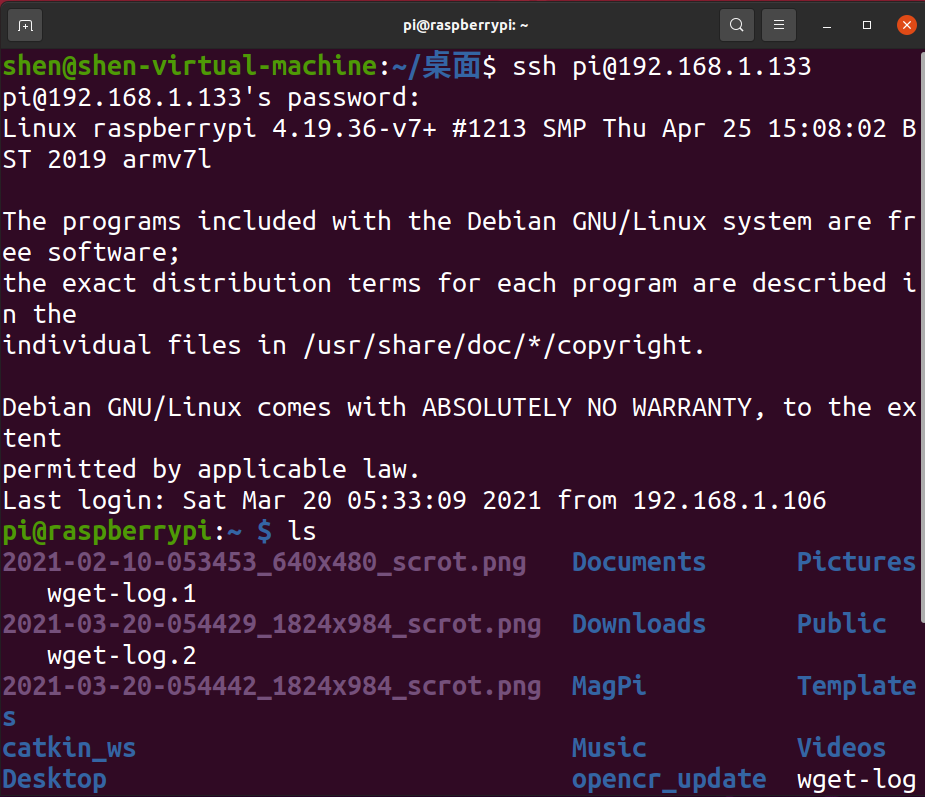 pi@raspberrypi: ~
shen@shen-virtual-machine:~/桌面$ ssh pi@192.168.1.133
pi@192.168.1.133's password:
Linux raspberrypi 4.19.36-v7+ #1213 SMP Thu Apr 25 15:08:02 B
ST 2019 armv7l
The programs included with the Debian GNU/Linux system are fr
ee software;
the exact distribution terms for each program are described i
n the
individual files in /usr/share/doc/*/copyright.
Debian GNU/Linux comes with ABSOLUTELY NO WARRANTY, to the ex
tent
permitted by applicable law.
Last login: Sat Mar 20 05:33:09 2021 from 192.168.1.106
pi@raspberrypi:~ $ ls
2021-02-10-053453_640x480_scrot.png   Documents      Pictures
   wget-log.1
2021-03-20-054429_1824x984_scrot.png  Downloads      Public
   wget-log.2
2021-03-20-054442_1824x984_scrot.png  MagPi          Template
s
catkin_ws                             Music          Videos
Desktop                               opencr_update  wget-log